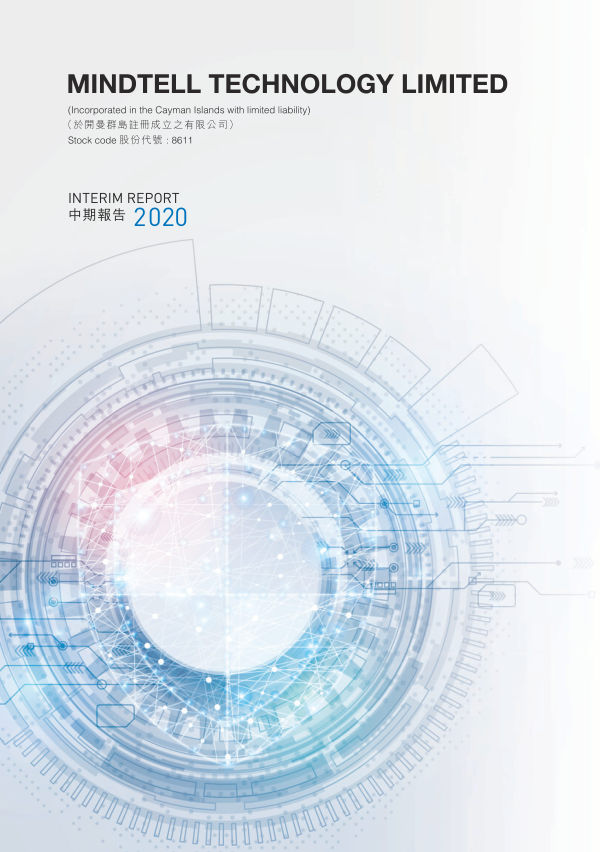 MINDTELL TECHNOLOGY LIMITED
(Incorporated in the Cayman Islands with limited liability)
（於開曼群島註冊成立之有限公司）
Stock code 股份代號 : 8611
INTERIM REPORT
中期報告 2020